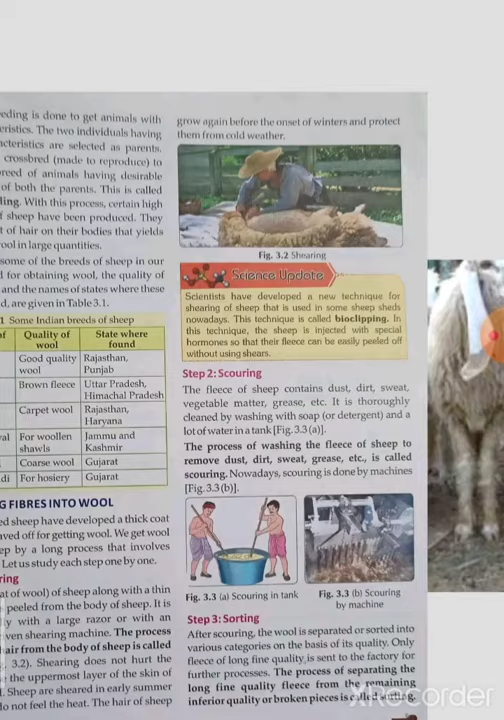 eding is done to get animals with
eristics. The two individuals having
acteristics are selected as parents.
crossbred (made to reproduce) to
reed of animals having desirable
of both the parents. This is called
ling. With this process, certain high
f sheep have been produced. They
t of hair on their bodies that yields
ool in large quantities.
some of the breeds of sheep in our
d for obtaining wool, the quality of
and the names of states where these
d, are given in Table 3.1.
1 Some Indian breeds of sheep
of Quality of wool State where found
Good quality wool Rajasthan, Punjab
Brown fleece Uttar Pradesh, Himachal Pradesh
Carpet wool Rajasthan, Haryana
val For woollen shawls Jammu and Kashmir
Coarse wool Gujarat
di For hosiery Gujarat
G FIBRES INTO WOOL
ed sheep have developed a thick coat
aved off for getting wool. We get wool
ep by a long process that involves
Let us study each step one by one.
ring
at of wool) of sheep along with a thin
peeled from the body of sheep. It is
ly with a large razor or with an
ven shearing machine. The process
hair from the body of sheep is called
3.2). Shearing does not hurt the
the uppermost layer of the skin of
Sheep are sheared in early summer
do not feel the heat. The hair of sheep
grow again before the onset of winters and protect
them from cold weather.
Fig. 3.2 Shearing
Science Update
Scientists have developed a new technique for
shearing of sheep that is used in some sheep sheds
nowadays. This technique is called bioclipping. In
this technique, the sheep is injected with special
hormones so that their fleece can be easily peeled off
without using shears.
Step 2: Scouring
The fleece of sheep contains dust, dirt, sweat,
vegetable matter, grease, etc. It is thoroughly
cleaned by washing with soap (or detergent) and a
lot of water in a tank [Fig. 3.3(a)].
The process of washing the fleece of sheep to
remove dust, dirt, sweat, grease, etc., is called
scouring. Nowadays, scouring is done by machines
[Fig. 3.3 (b)].
Fig. 3.3 (a) Scouring in tank
Fig. 3.3 (b) Scouring
by machine
Step 3: Sorting
After scouring, the wool is separated or sorted into
various categories on the basis of its quality. Only
fleece of long fine quality is sent to the factory for
further processes. The process of separating the
long fine quality fleece from the remaining
inferior quality or broken pieces is called sorting.
Recorder